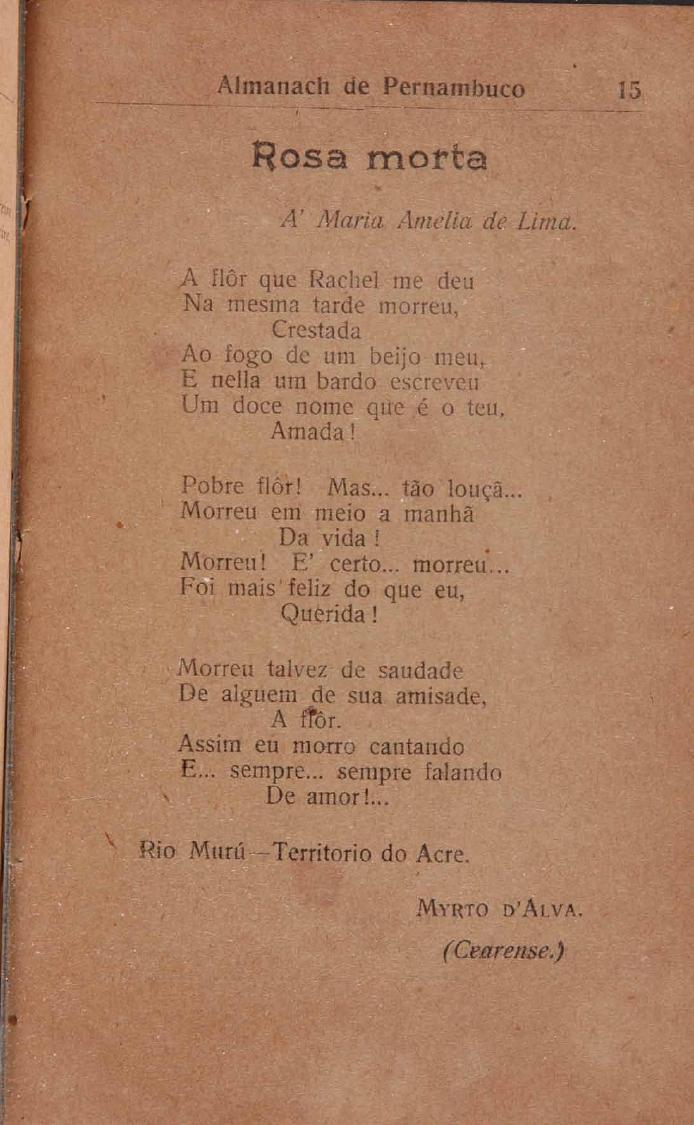 Almanach de Pernambuco 15
Rosa morta
A' Maria Amelia de Lima.
A flôr que Rachel me deu
Na mesma tarde morreu,
Crestada
Ao fogo de um beijo meu,
E nella um bardo escreveu
Um doce nome que é o teu,
Amada!
Pobre flôr! Mas... tão louçã...
Morreu em meio a manhã
Da vida!
Morreu! E' certo... morreu...
Foi mais feliz do que eu,
Querida!
Morreu talvez de saudade
De alguem de sua amisade,
A flôr.
Assim eu morro cantando
E... sempre... sempre falando
De amor!...
Rio Murú—Territorio do Acre.
MYRTO D'ALVA.
(Cearense.)